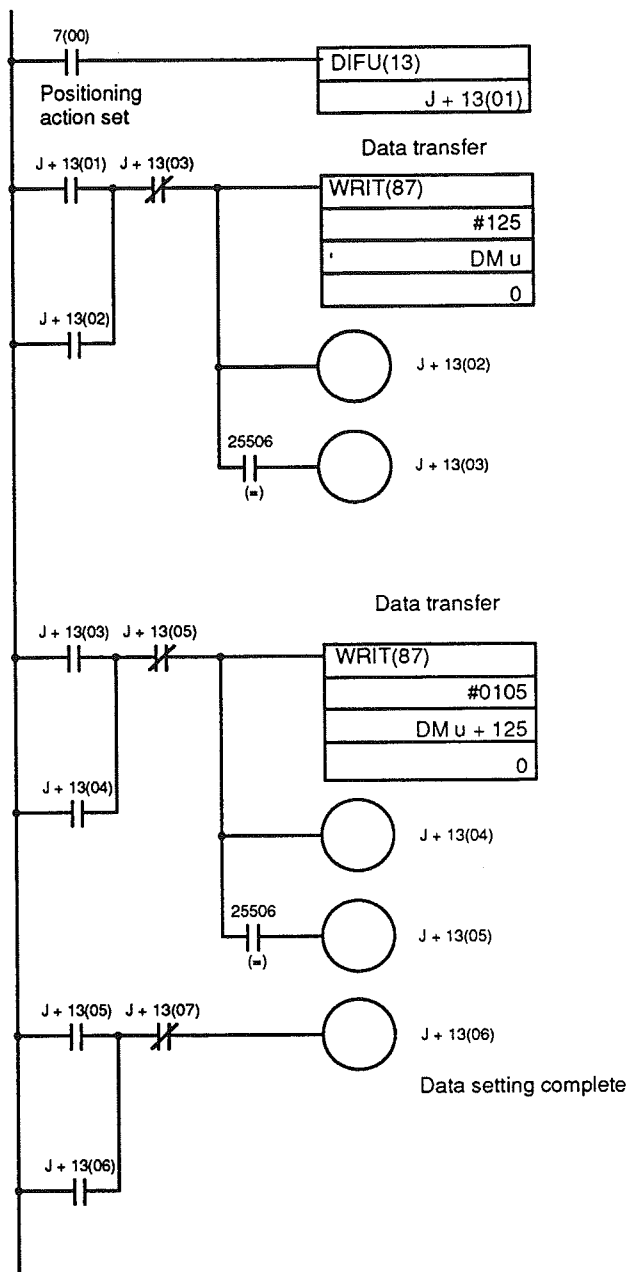 7(00)
DIFU(13)
J + 13(01)
Positioning
action set
Data transfer
J + 13(01) J + 13(03)
WRIT(87)
#125
DM u
0
J + 13(02)
J + 13(02)
25506
(=)
J + 13(03)
Data transfer
J + 13(03) J + 13(05)
WRIT(87)
#0105
DM u + 125
0
J + 13(04)
J + 13(04)
25506
(=)
J + 13(05)
J + 13(05) J + 13(07)
J + 13(06)
Data setting complete
J + 13(06)